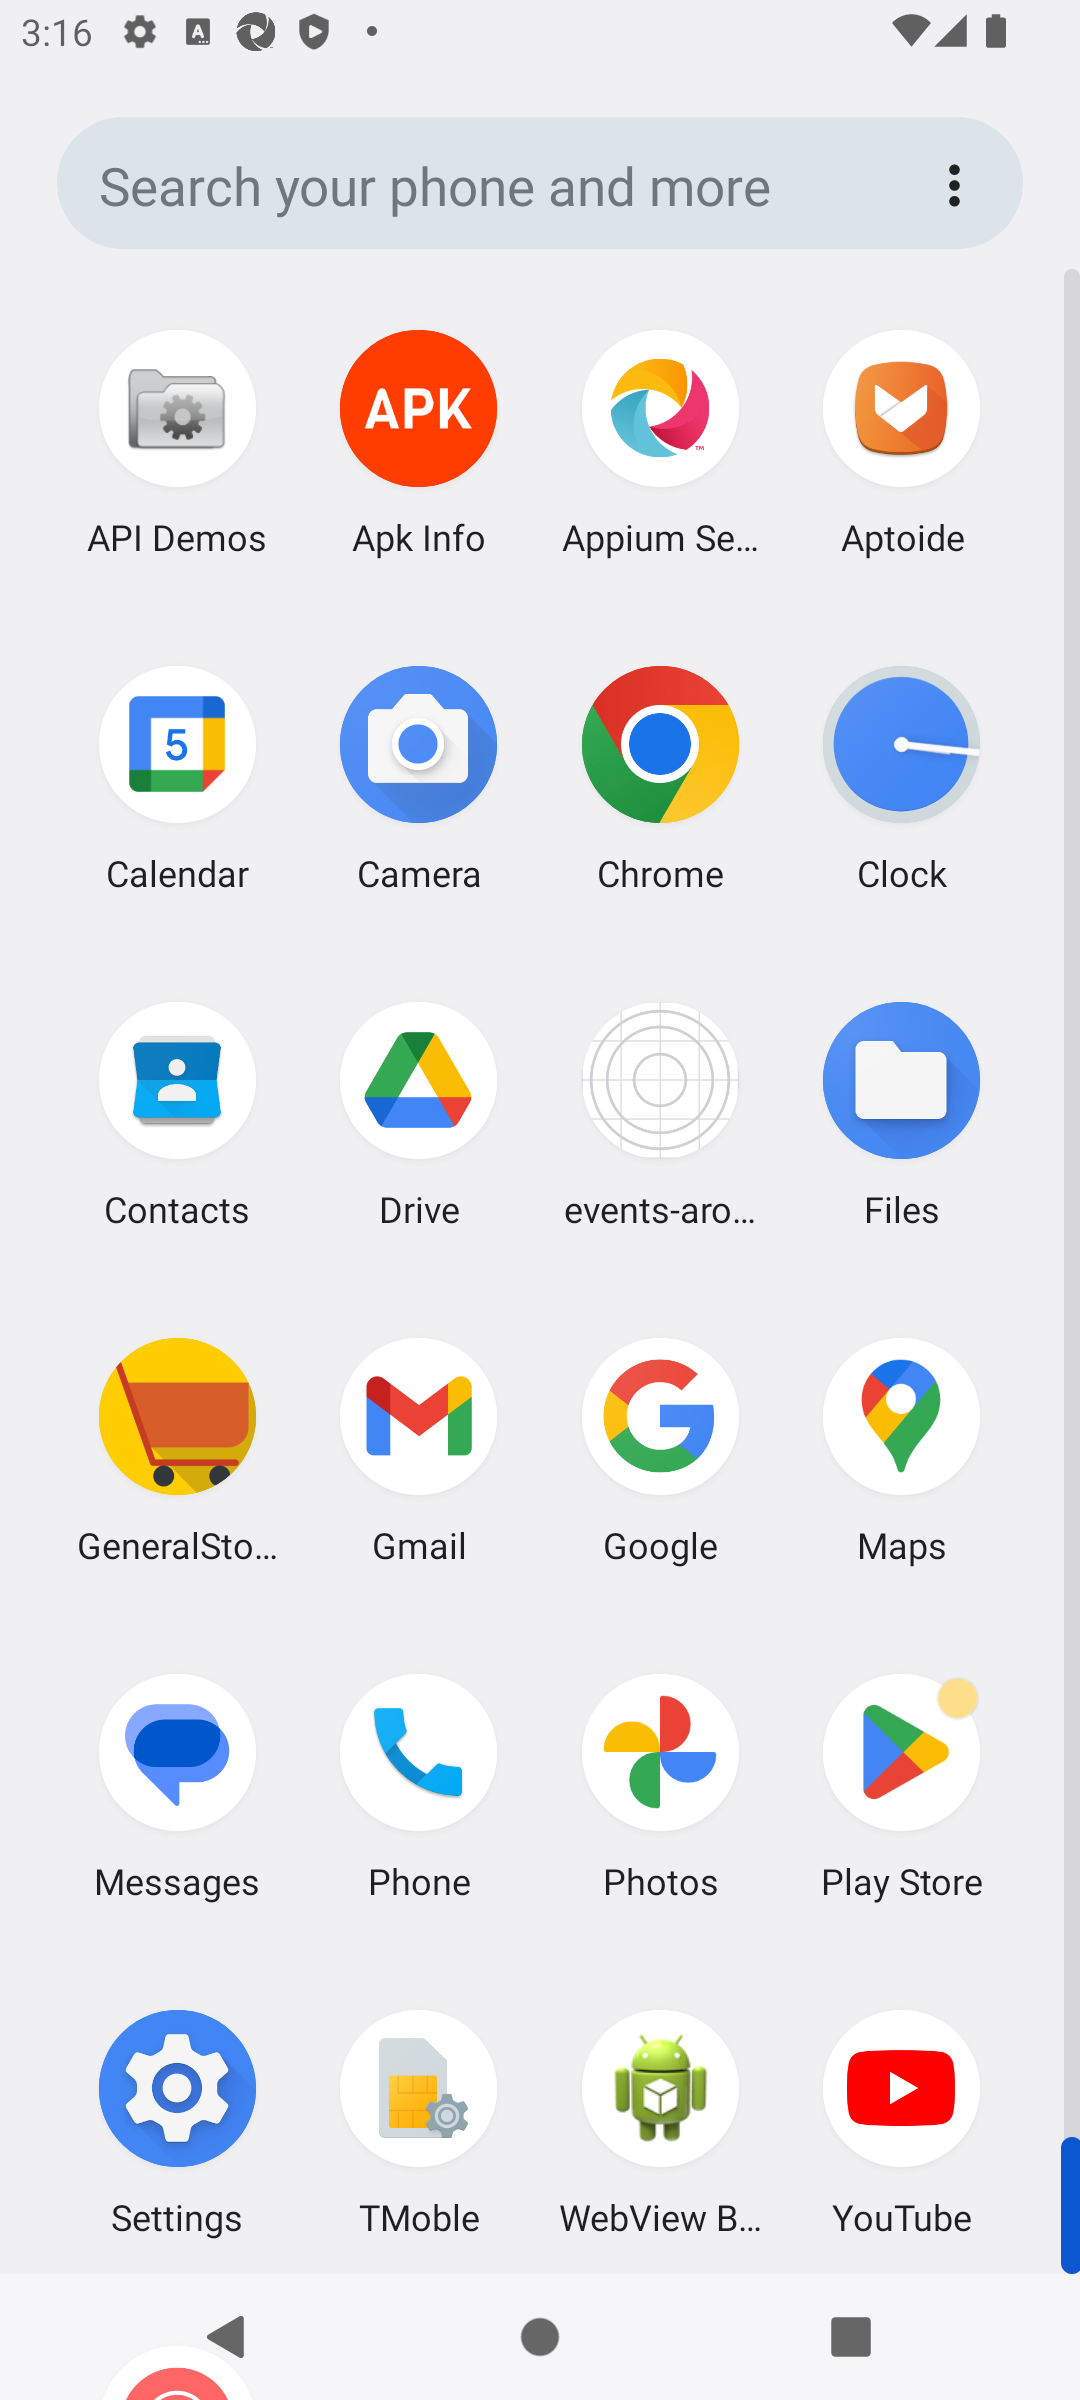 3:16
Search your phone and more
APK
API Demos Apk Info Appium Se... Aptoide
5
Calendar Camera Chrome Clock
Contacts Drive events-aro... Files
GeneralSto... Gmail Google Maps
Messages Phone Photos Play Store
Settings TMoble WebView B... YouTube